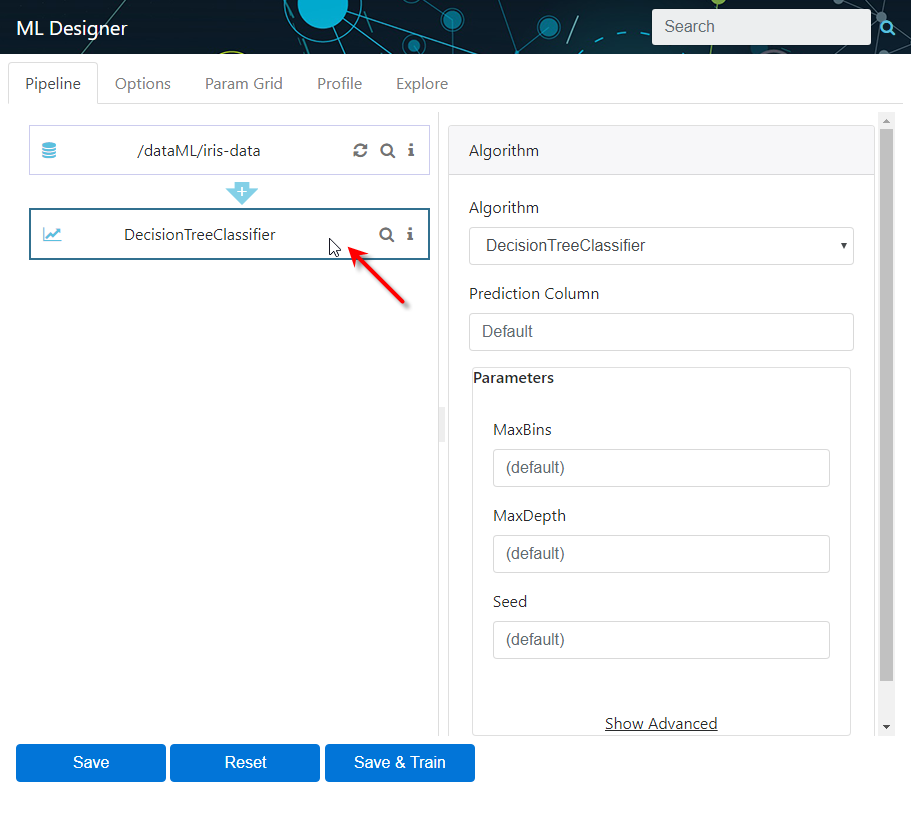 ML Designer
Search
Pipeline Options Param Grid Profile Explore
/dataML/iris-data
DecisionTreeClassifier
Algorithm
Algorithm
DecisionTreeClassifier
Prediction Column
Default
Parameters
MaxBins
(default)
MaxDepth
(default)
Seed
(default)
Show Advanced
Save Reset Save & Train